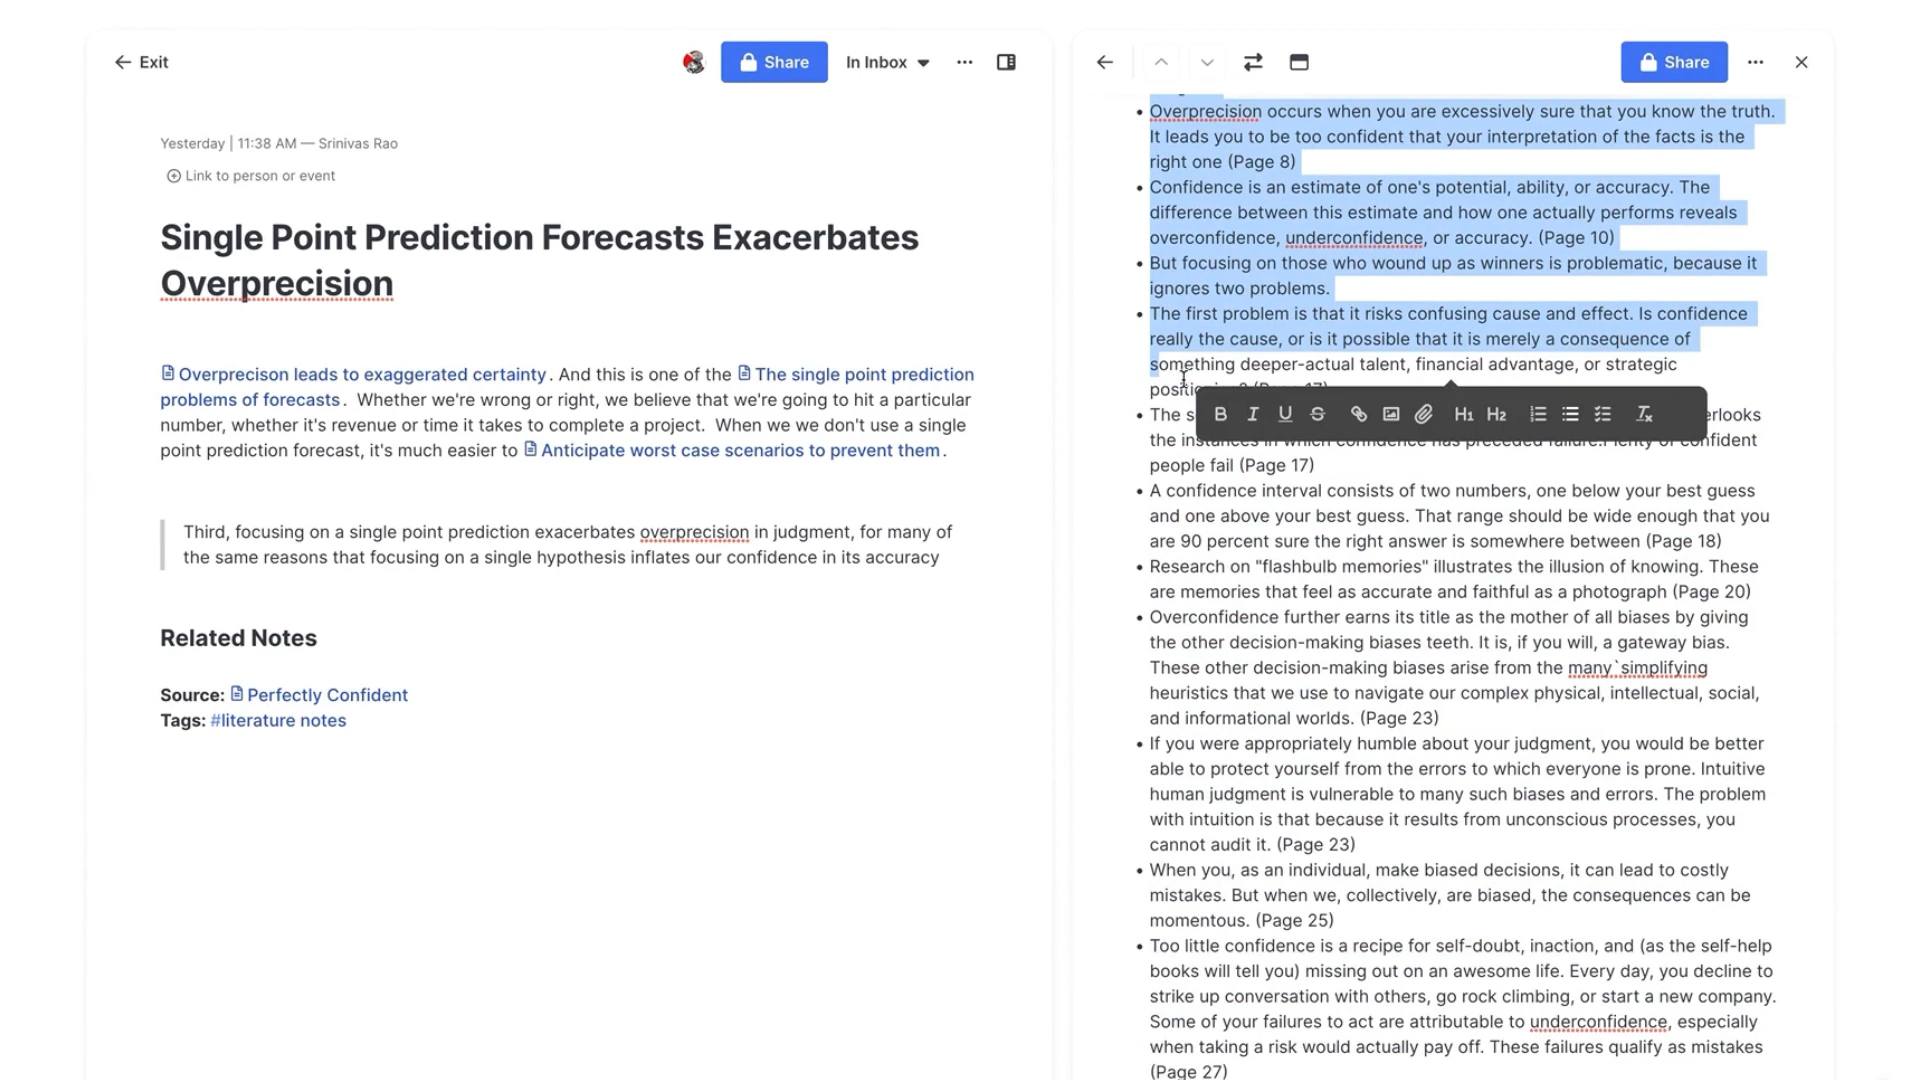 Exit
Share
In Inbox
Yesterday | 11:38 AM — Srinivas Rao
Link to person or event
Single Point Prediction Forecasts Exacerbates
Overprecision
Overprecison leads to exaggerated certainty. And this is one of the The single point prediction
problems of forecasts. Whether we're wrong or right, we believe that we're going to hit a particular
number, whether it's revenue or time it takes to complete a project. When we we don't use a single
point prediction forecast, it's much easier to Anticipate worst case scenarios to prevent them.
Third, focusing on a single point prediction exacerbates overprecision in judgment, for many of
the same reasons that focusing on a single hypothesis inflates our confidence in its accuracy
Related Notes
Source: Perfectly Confident
Tags: #literature notes
Share
• Overprecision occurs when you are excessively sure that you know the truth.
It leads you to be too confident that your interpretation of the facts is the
right one (Page 8)
• Confidence is an estimate of one's potential, ability, or accuracy. The
difference between this estimate and how one actually performs reveals
overconfidence, underconfidence, or accuracy. (Page 10)
• But focusing on those who wound up as winners is problematic, because it
ignores two problems.
• The first problem is that it risks confusing cause and effect. Is confidence
really the cause, or is it possible that it is merely a consequence of
something deeper-actual talent, financial advantage, or strategic
(Page 17)
B I U S H1 H2 Tx
• The
the instances in which confidence has preceded failure. Plenty of confident
people fail (Page 17)
• A confidence interval consists of two numbers, one below your best guess
and one above your best guess. That range should be wide enough that you
are 90 percent sure the right answer is somewhere between (Page 18)
• Research on "flashbulb memories" illustrates the illusion of knowing. These
are memories that feel as accurate and faithful as a photograph (Page 20)
• Overconfidence further earns its title as the mother of all biases by giving
the other decision-making biases teeth. It is, if you will, a gateway bias.
These other decision-making biases arise from the many`simplifying
heuristics that we use to navigate our complex physical, intellectual, social,
and informational worlds. (Page 23)
• If you were appropriately humble about your judgment, you would be better
able to protect yourself from the errors to which everyone is prone. Intuitive
human judgment is vulnerable to many such biases and errors. The problem
with intuition is that because it results from unconscious processes, you
cannot audit it. (Page 23)
• When you, as an individual, make biased decisions, it can lead to costly
mistakes. But when we, collectively, are biased, the consequences can be
momentous. (Page 25)
• Too little confidence is a recipe for self-doubt, inaction, and (as the self-help
books will tell you) missing out on an awesome life. Every day, you decline to
strike up conversation with others, go rock climbing, or start a new company.
Some of your failures to act are attributable to underconfidence, especially
when taking a risk would actually pay off. These failures qualify as mistakes
(Page 27)